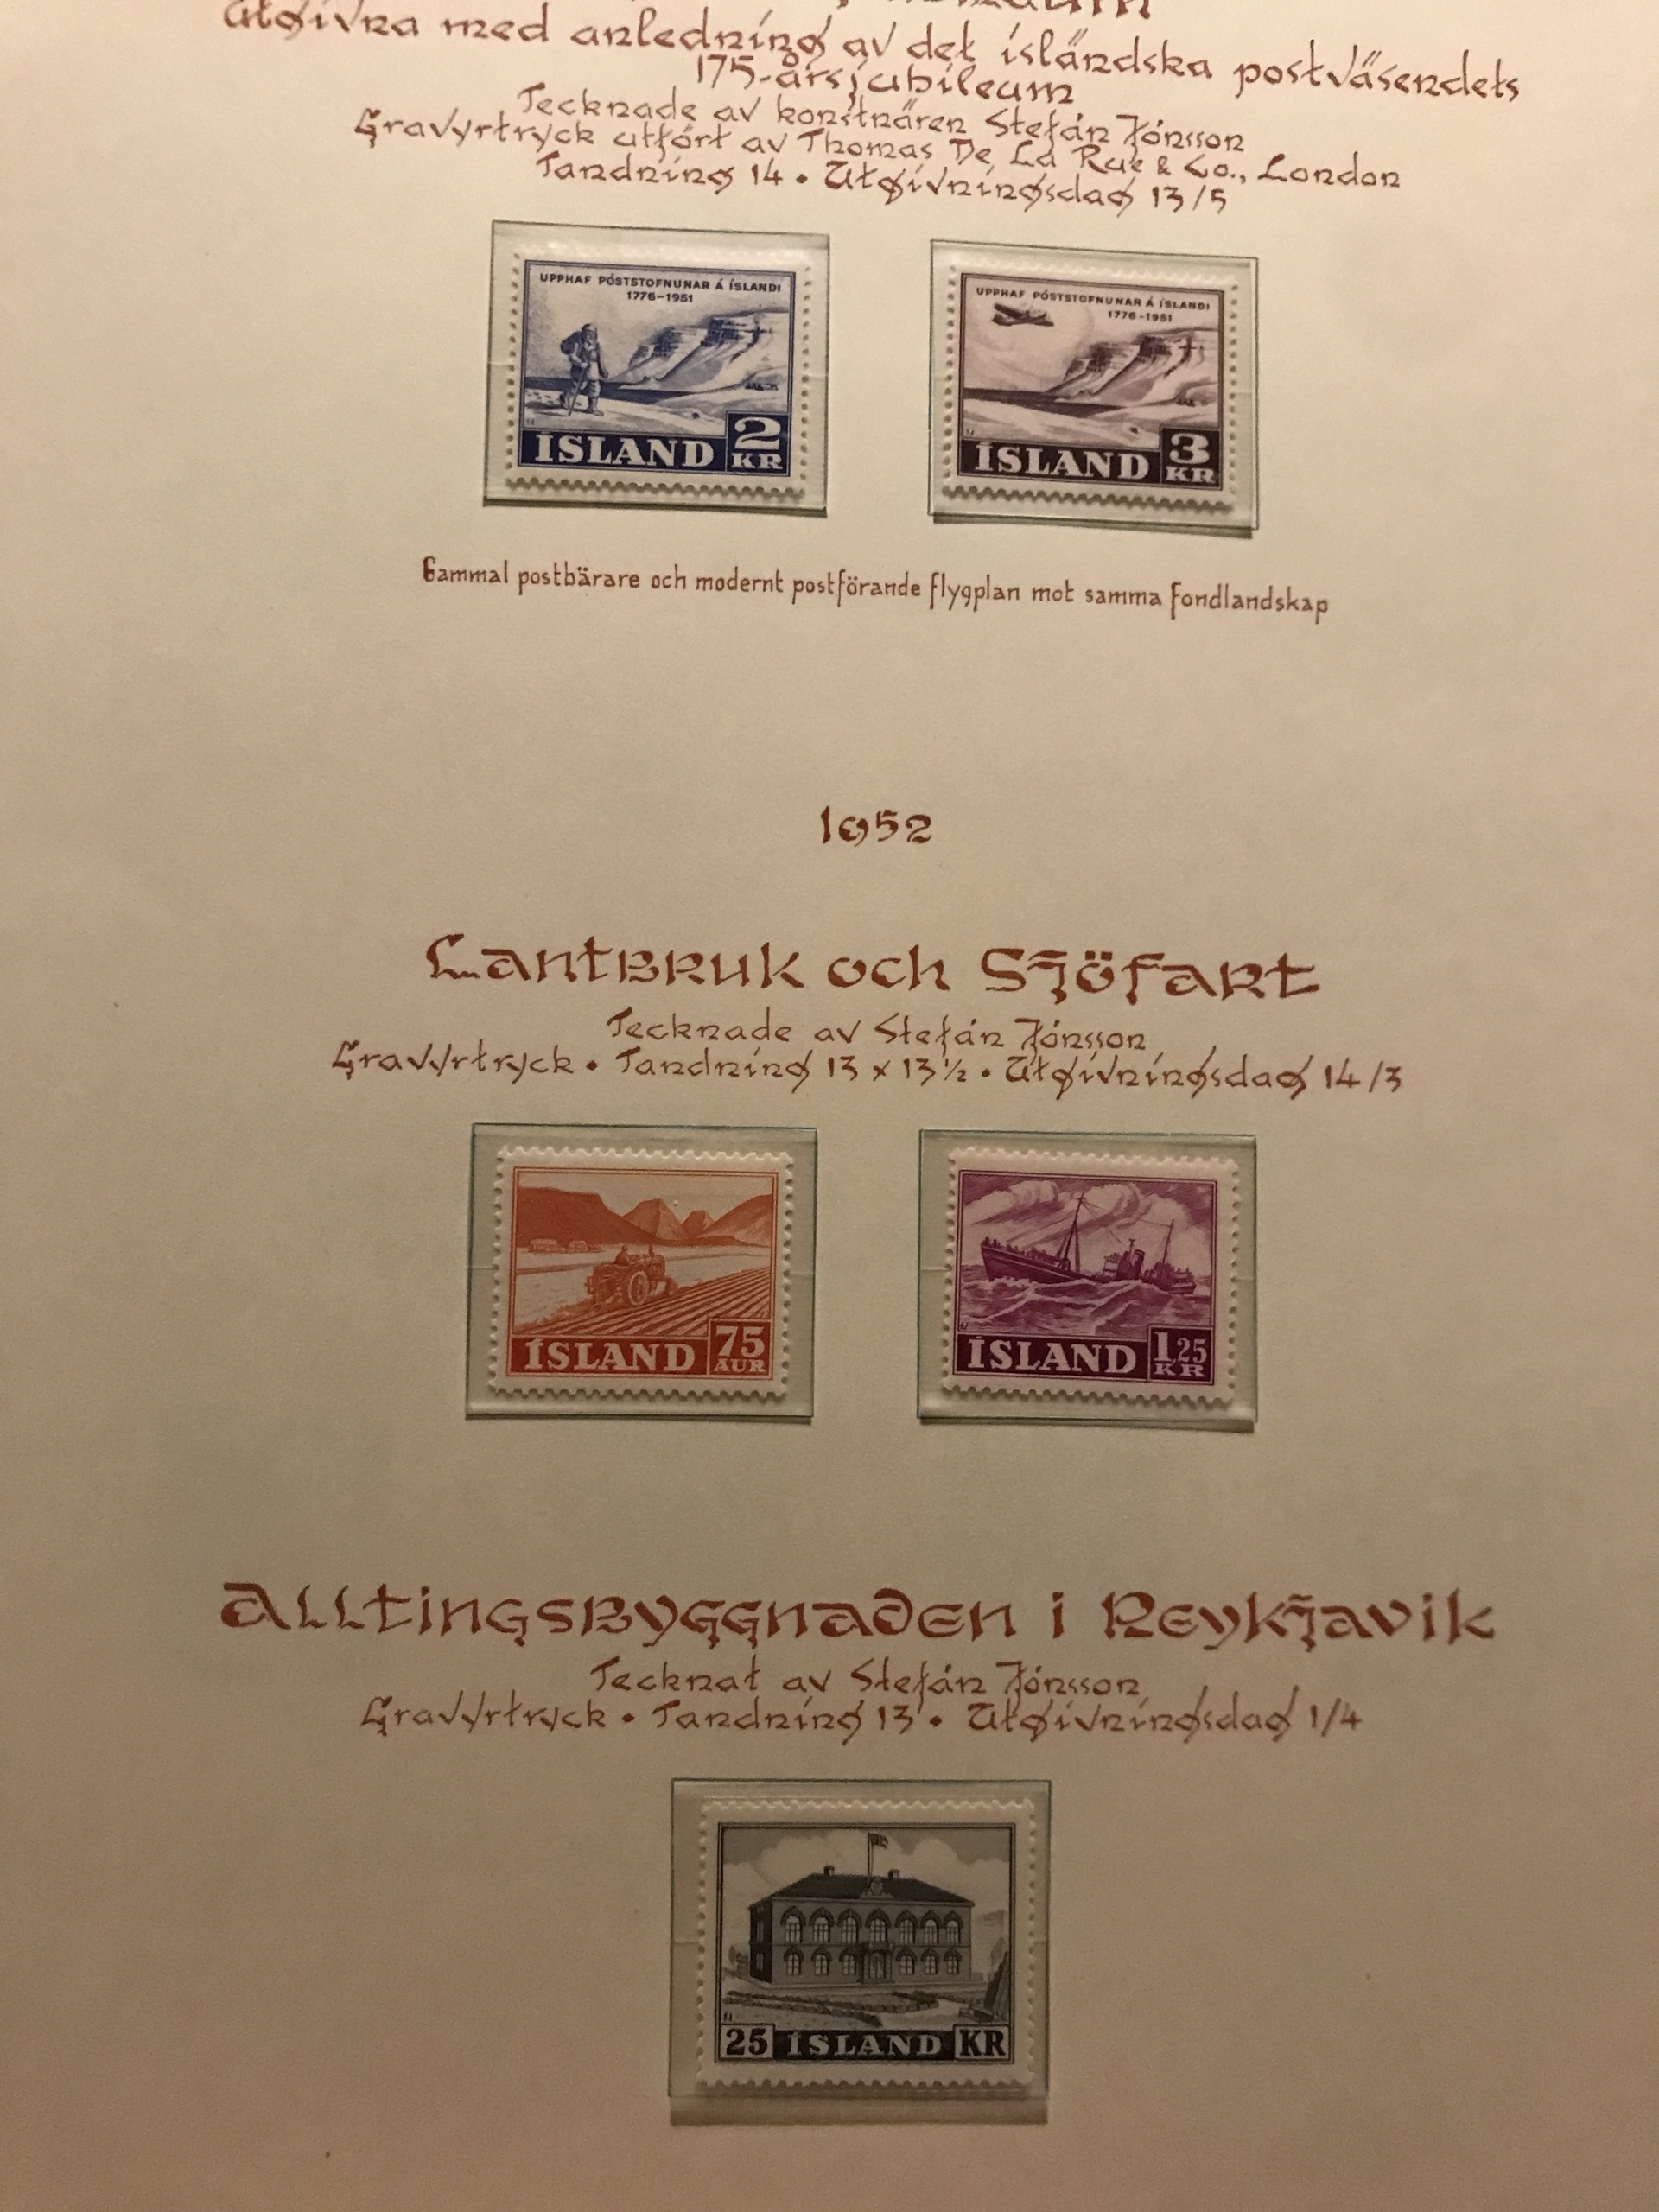 Utgivna med anledning av det isländska postväsendets
175-årsjubileum
Tecknade av konstnären Stefán Jónsson
Gravyrtryck utfört av Thomas De La Rue & Co., London
Tandning 14 • Utgivningsdag 13/5
UPPHAF PÓSTSTOFNUNAR Á ÍSLANDI
1776-1951
ÍSLAND 2 KR
UPPHAF PÓSTSTOFNUNAR Á ÍSLANDI
1776-1951
ÍSLAND 3 KR
Gammal postbärare och modernt postförande flygplan mot samma fondlandskap
1952
Lantbruk och Sjöfart
Tecknade av Stefán Jónsson
Gravyrtryck • Tandning 13 x 13½ • Utgivningsdag 14/3
ÍSLAND 75 AUR
ÍSLAND 1,25 KR
Alltingsbyggnaden i Reykjavik
Tecknat av Stefán Jónsson
Gravyrtryck • Tandning 13 • Utgivningsdag 1/4
25 ÍSLAND KR